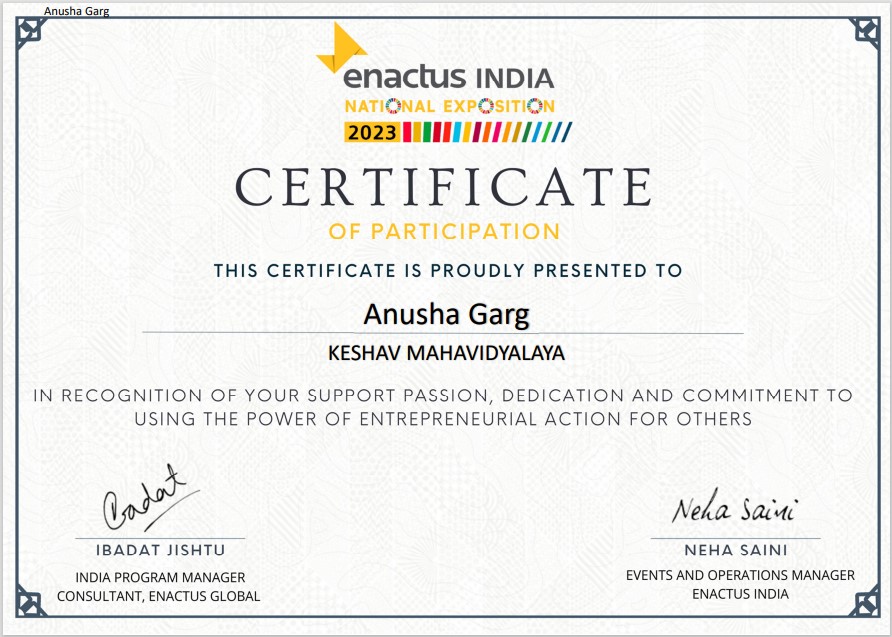 Anusha Garg
enactus INDIA
NATIONAL EXPOSITION
2023
CERTIFICATE
OF PARTICIPATION
THIS CERTIFICATE IS PROUDLY PRESENTED TO
Anusha Garg
KESHAV MAHAVIDYALAYA
IN RECOGNITION OF YOUR SUPPORT PASSION, DEDICATION AND COMMITMENT TO
USING THE POWER OF ENTREPRENEURIAL ACTION FOR OTHERS
Ibadat
IBADAT JISHTU
INDIA PROGRAM MANAGER
CONSULTANT, ENACTUS GLOBAL
Neha Saini
NEHA SAINI
EVENTS AND OPERATIONS MANAGER
ENACTUS INDIA